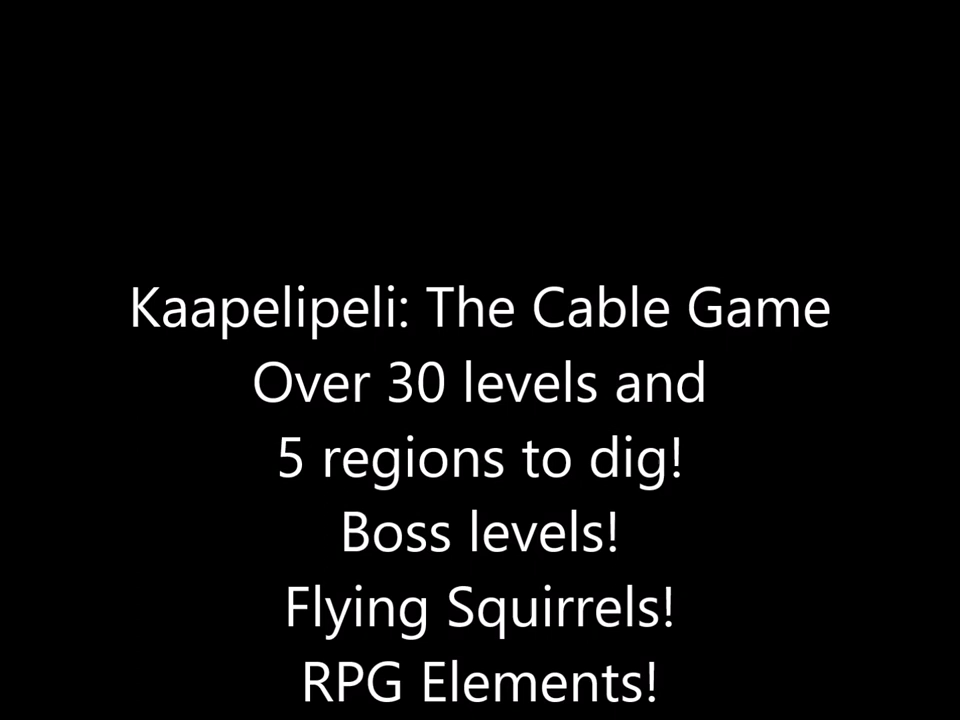 Kaapelipeli: The Cable Game
Over 30 levels and
5 regions to dig!
Boss levels!
Flying Squirrels!
RPG Elements!